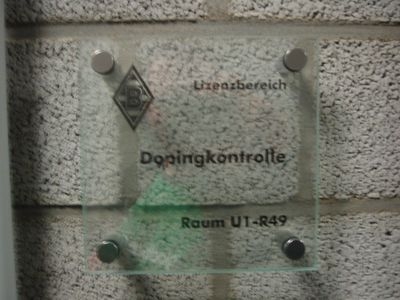 B
Lizenzbereich
Dopingkontrolle
Raum U1-R49